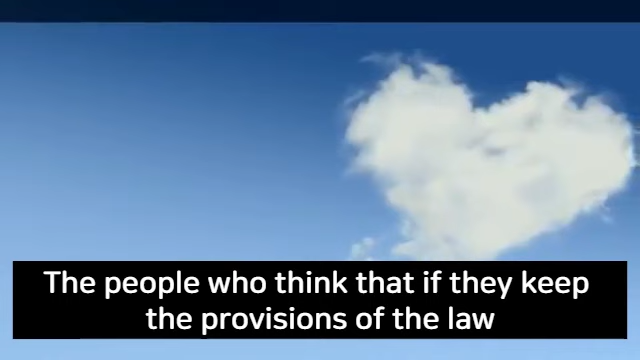 The people who think that if they keep
the provisions of the law